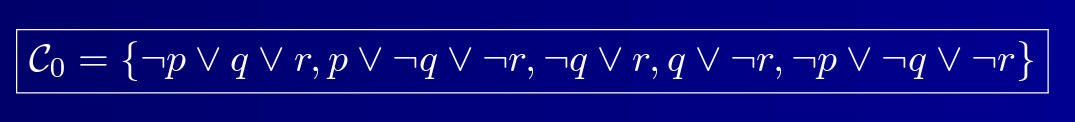 𝒞₀ = {¬p ∨ q ∨ r, p ∨ ¬q ∨ ¬r, ¬q ∨ r, q ∨ ¬r, ¬p ∨ ¬q ∨ ¬r}